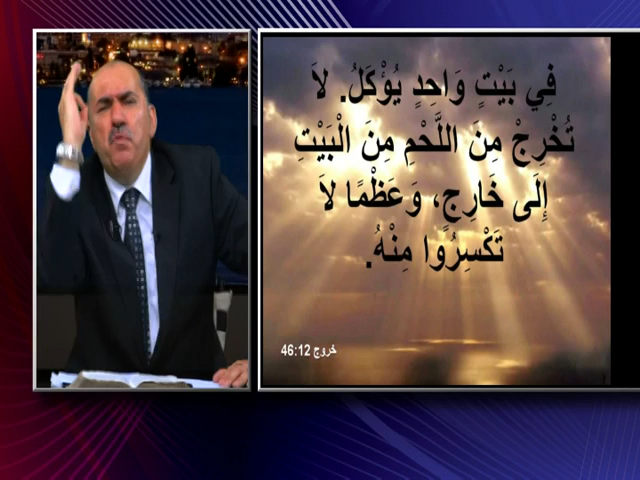 فِي بَيْتٍ وَاحِدٍ يُؤْكَلُ. لاَ
تُخْرِجْ مِنَ اللَّحْمِ مِنَ الْبَيْتِ
إِلَى خَارِجٍ، وَعَظْمًا لاَ
تَكْسِرُوا مِنْهُ.
خروج 46:12